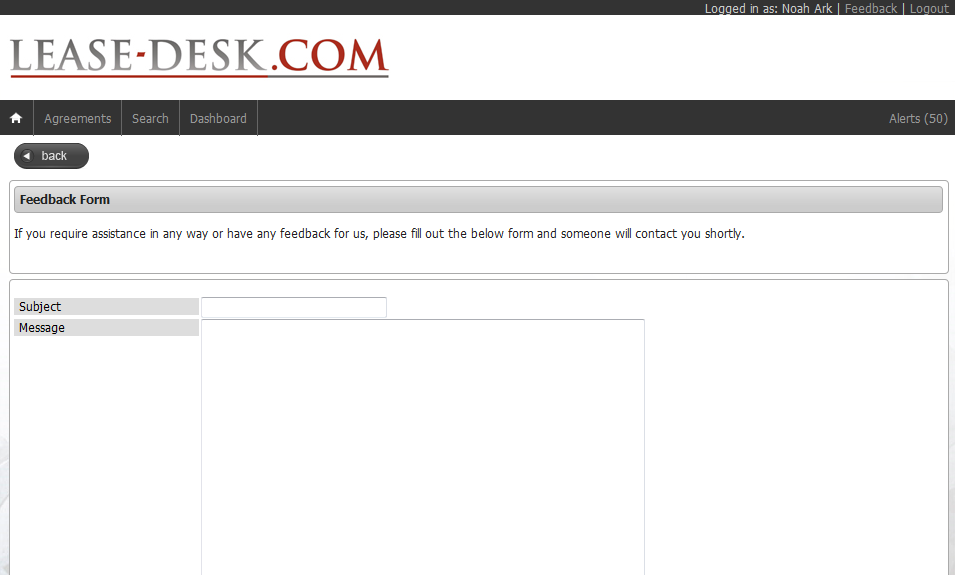 Logged in as: Noah Ark | Feedback | Logout
LEASE-DESK.COM
Agreements Search Dashboard Alerts (50)
back
Feedback Form
If you require assistance in any way or have any feedback for us, please fill out the below form and someone will contact you shortly.
Subject
Message